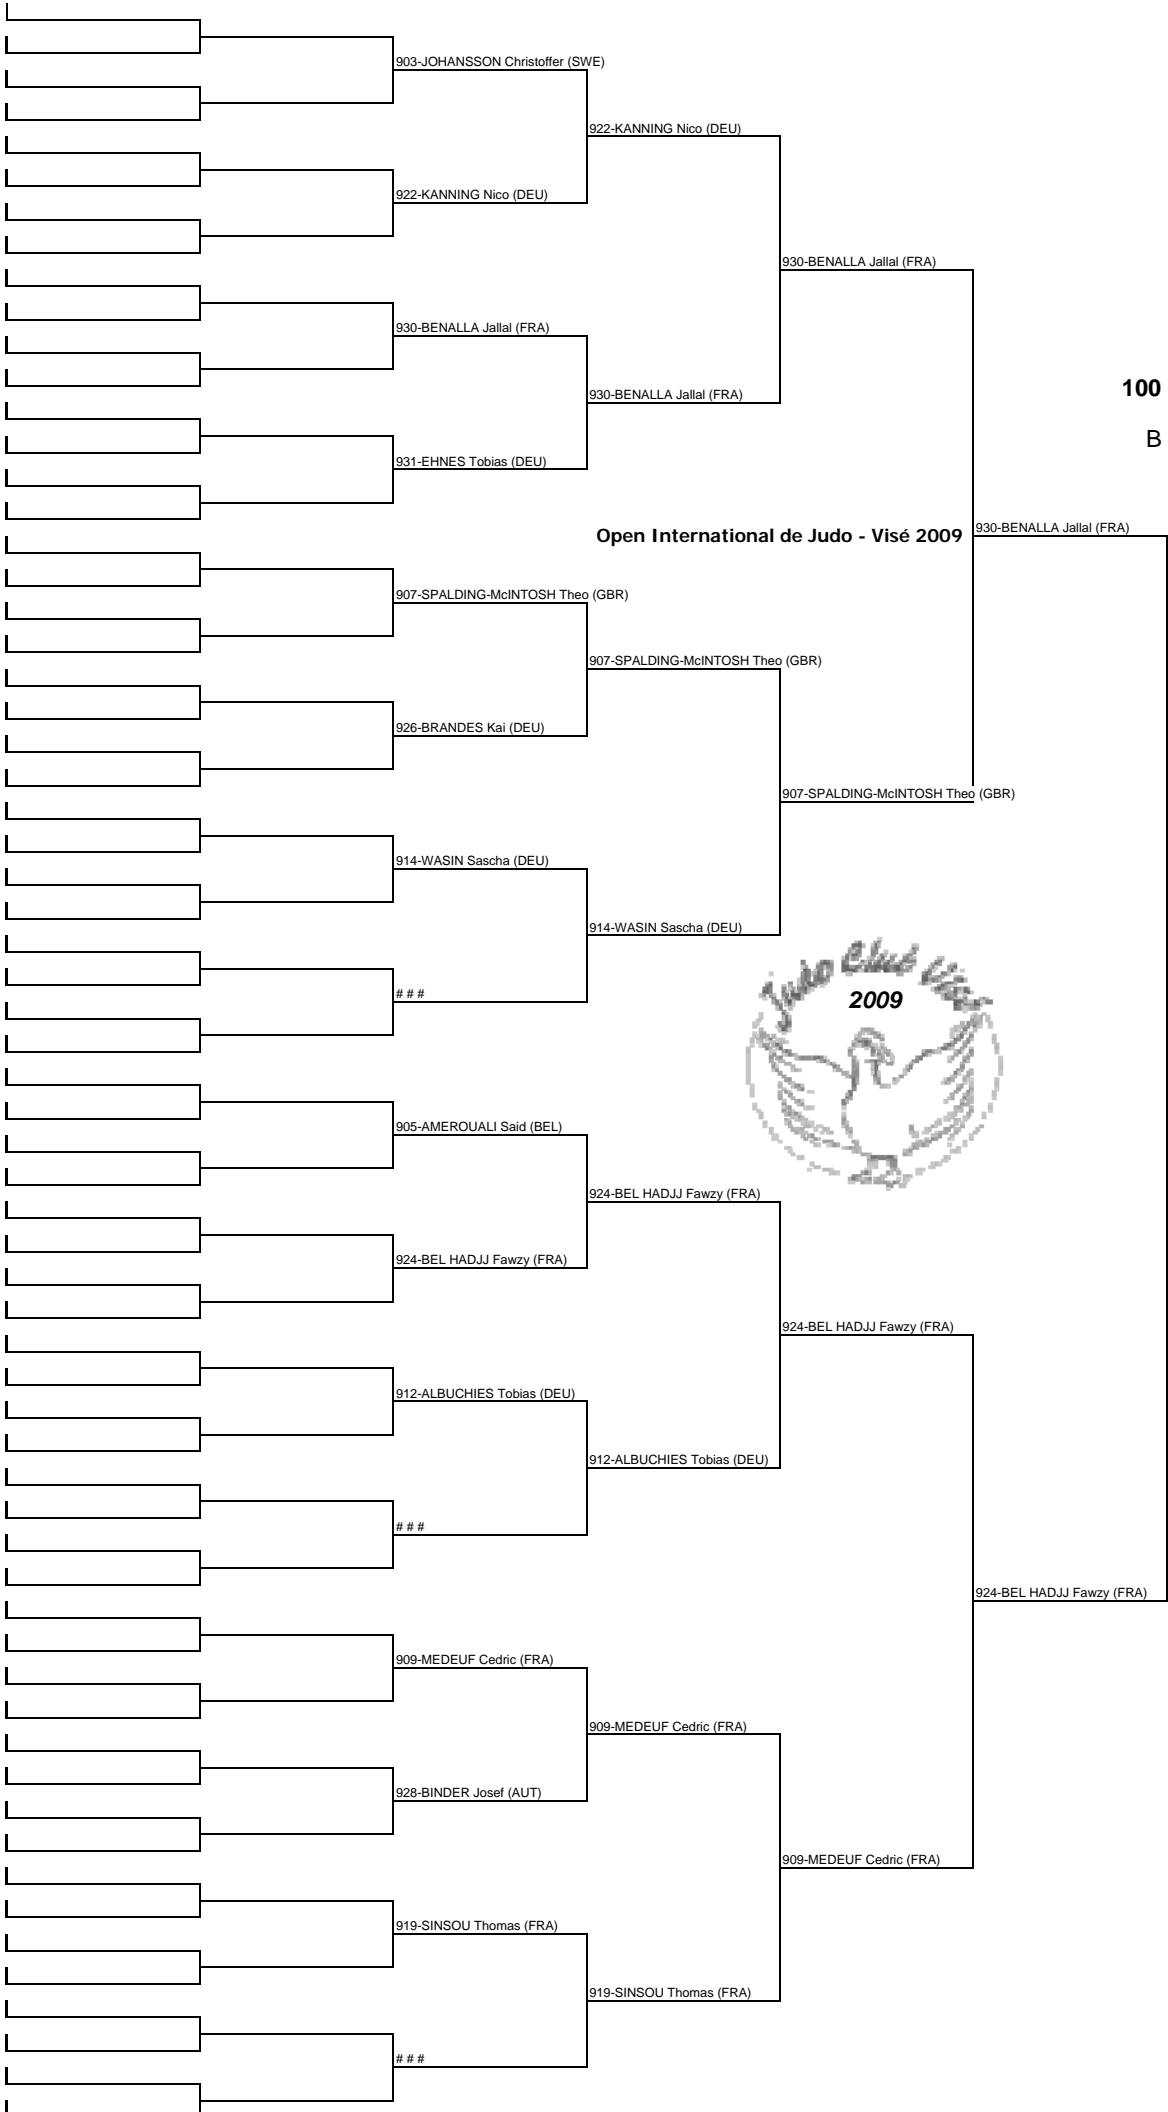 903-JOHANSSON Christoffer (SWE)
922-KANNING Nico (DEU)
922-KANNING Nico (DEU)
930-BENALLA Jallal (FRA)
930-BENALLA Jallal (FRA)
100
930-BENALLA Jallal (FRA)
B
931-EHNES Tobias (DEU)
Open International de Judo - Visé 2009
930-BENALLA Jallal (FRA)
907-SPALDING-McINTOSH Theo (GBR)
907-SPALDING-McINTOSH Theo (GBR)
926-BRANDES Kai (DEU)
907-SPALDING-McINTOSH Theo (GBR)
914-WASIN Sascha (DEU)
914-WASIN Sascha (DEU)
Judo Club Visé
# # #
2009
905-AMEROUALI Said (BEL)
924-BEL HADJJ Fawzy (FRA)
924-BEL HADJJ Fawzy (FRA)
924-BEL HADJJ Fawzy (FRA)
912-ALBUCHIES Tobias (DEU)
912-ALBUCHIES Tobias (DEU)
# # #
924-BEL HADJJ Fawzy (FRA)
909-MEDEUF Cedric (FRA)
909-MEDEUF Cedric (FRA)
928-BINDER Josef (AUT)
909-MEDEUF Cedric (FRA)
919-SINSOU Thomas (FRA)
919-SINSOU Thomas (FRA)
# # #